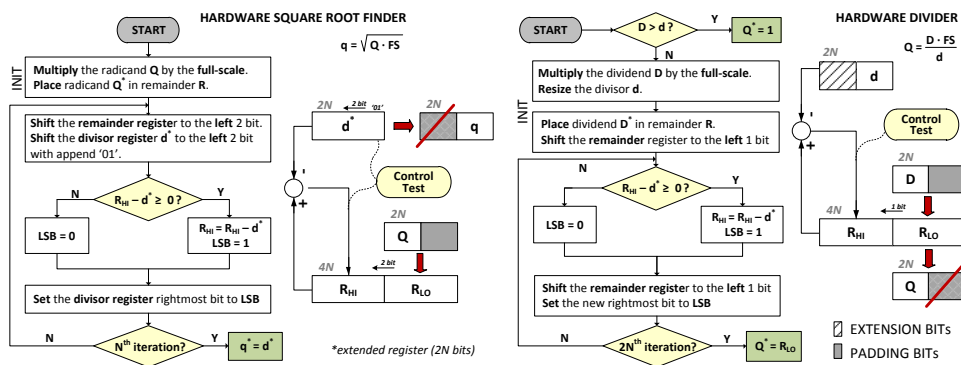 HARDWARE SQUARE ROOT FINDER
START
q = √Q · FS
INIT
Multiply the radicand Q by the full-scale.
Place radicand Q* in remainder R.
Shift the remainder register to the left 2 bit.
Shift the divisor register d* to the left 2 bit
with append ‘01’.
N
Y
R_HI – d* ≥ 0 ?
LSB = 0
R_HI = R_HI – d*
LSB = 1
Set the divisor register rightmost bit to LSB
N
Nth iteration?
Y
q* = d*
2N
2 bit
‘01’
2N
d*
q
Control
Test
-
+
2N
Q
4N
2 bit
R_HI
R_LO
*extended register (2N bits)
HARDWARE DIVIDER
START
D > d ?
Y
Q* = 1
N
Q = D · FS
d
INIT
Multiply the dividend D by the full-scale.
Resize the divisor d.
Place dividend D* in remainder R.
Shift the remainder register to the left 1 bit
N
Y
R_HI – d* ≥ 0 ?
LSB = 0
R_HI = R_HI – d*
LSB = 1
Shift the remainder register to the left 1 bit
Set the new rightmost bit to LSB
N
2Nth iteration?
Y
Q* = R_LO
2N
d
-
+
Control
Test
2N
D
4N
1 bit
R_HI
R_LO
2N
Q
EXTENSION BITs
PADDING BITs